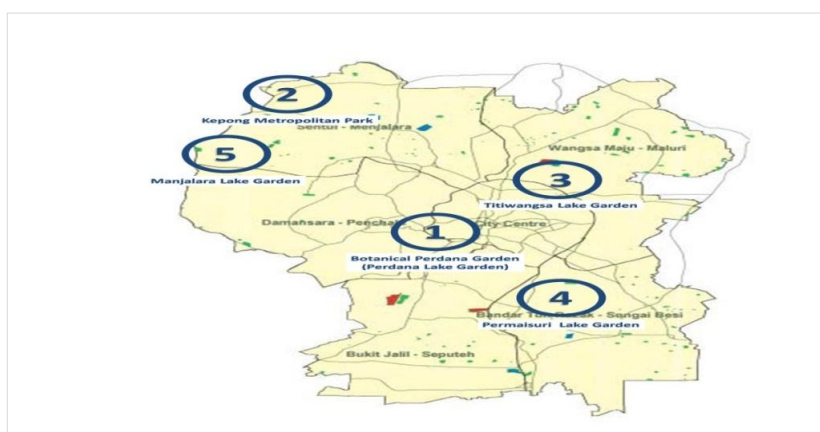 2
Kepong Metropolitan Park
Sentul - Menjalara
5
Manjalara Lake Garden
Wangsa Maju - Maluri
3
Titiwangsa Lake Garden
Damansara - Penchala
1
City Centre
Botanical Perdana Garden
(Perdana Lake Garden)
4
Bandar Tun Razak - Sungai Besi
Permaisuri Lake Garden
Bukit Jalil - Seputeh